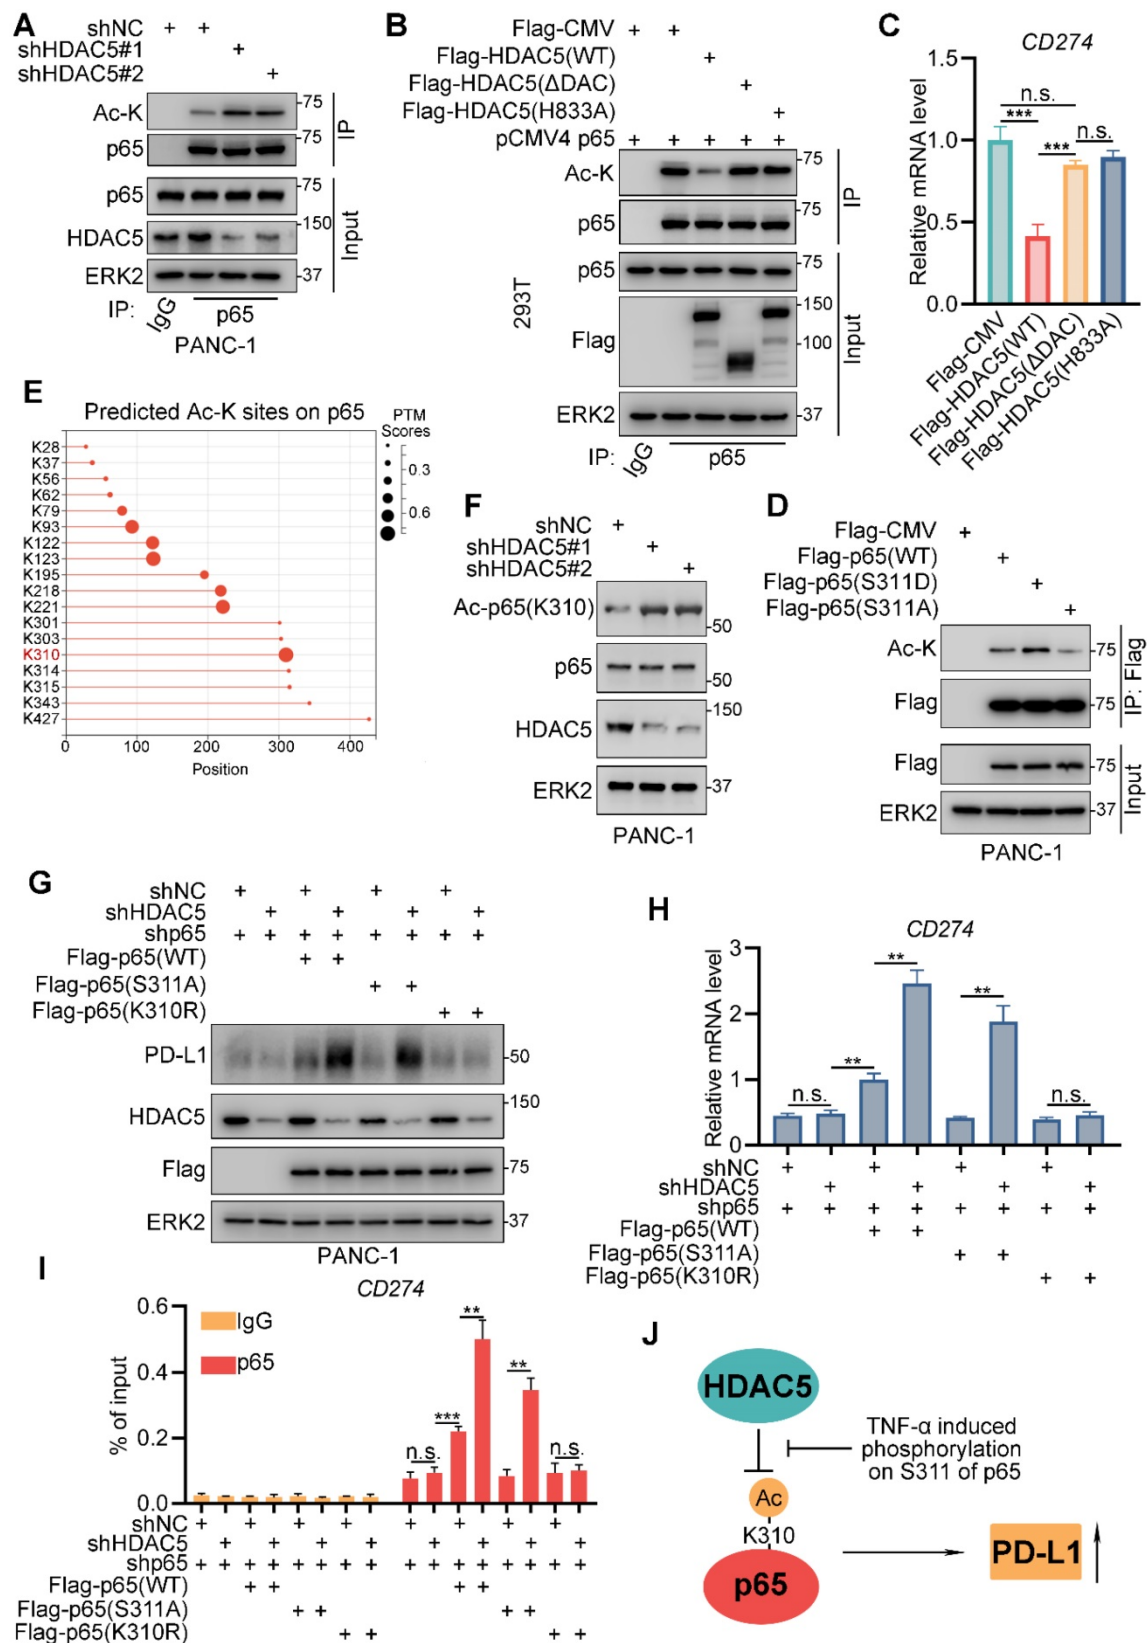 A
shNC + +
shHDAC5#1 +
shHDAC5#2 +
Ac-K
-75
p65
75-
IP
p65
75
HDAC5
150
ERK2
-37
Input
IP: IgG p65
PANC-1
B
Flag-CMV + +
Flag-HDAC5(WT) +
Flag-HDAC5(ΔDAC) +
Flag-HDAC5(H833A) +
pCMV4 p65 + + + + +
Ac-K
75
p65
75
IP
p65
75
293T
Flag
150
-100
ERK2
-37
Input
IP: IgG p65
C
CD274
Relative mRNA level
1.5
1.0
0.5
0.0
n.s.
***
***
n.s.
Flag-CMV
Flag-HDAC5(WT)
Flag-HDAC5(ΔDAC)
Flag-HDAC5(H833A)
E
Predicted Ac-K sites on p65
PTM
Scores
0.3
0.6
K28
K37
K56
K62
K79
K93
K122
K123
K195
K218
K221
K301
K303
K310
K314
K315
K343
K427
0 100 200 300 400
Position
F
shNC +
shHDAC5#1 +
shHDAC5#2 +
Ac-p65(K310)
50
p65
50
HDAC5
150
ERK2
-37
PANC-1
D
Flag-CMV +
Flag-p65(WT) +
Flag-p65(S311D) +
Flag-p65(S311A) +
Ac-K
-75
Flag
-75
IP: Flag
Flag
-75
ERK2
-37
Input
PANC-1
G
shNC + + + +
shHDAC5 + + + +
shp65 + + + + + + + +
Flag-p65(WT) + +
Flag-p65(S311A) + +
Flag-p65(K310R) + +
PD-L1
-50
HDAC5
150
Flag
-75
ERK2
-37
PANC-1
H
CD274
Relative mRNA level
3
2
1
0
n.s.
**
**
**
n.s.
shNC + + + +
shHDAC5 + + + +
shp65 + + + + + + + +
Flag-p65(WT) + +
Flag-p65(S311A) + +
Flag-p65(K310R) + +
I
CD274
% of input
0.6
0.4
0.2
0.0
IgG
p65
n.s.
***
**
**
n.s.
shNC + + + + + + + +
shHDAC5 + + + + + + + +
shp65 + + + + + + + + + + + + + + + +
Flag-p65(WT) + + + +
Flag-p65(S311A) + + + +
Flag-p65(K310R) + + + +
J
HDAC5
TNF-α induced
phosphorylation
on S311 of p65
Ac
K310
p65
PD-L1